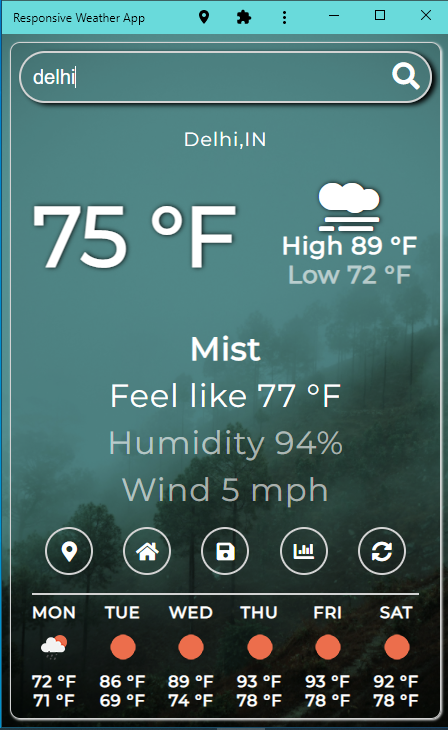 Responsive Weather App
delhi
Delhi,IN
75 °F
High 89 °F
Low 72 °F
Mist
Feel like 77 °F
Humidity 94%
Wind 5 mph
MON TUE WED THU FRI SAT
72 °F 86 °F 89 °F 93 °F 93 °F 92 °F
71 °F 69 °F 74 °F 78 °F 78 °F 78 °F